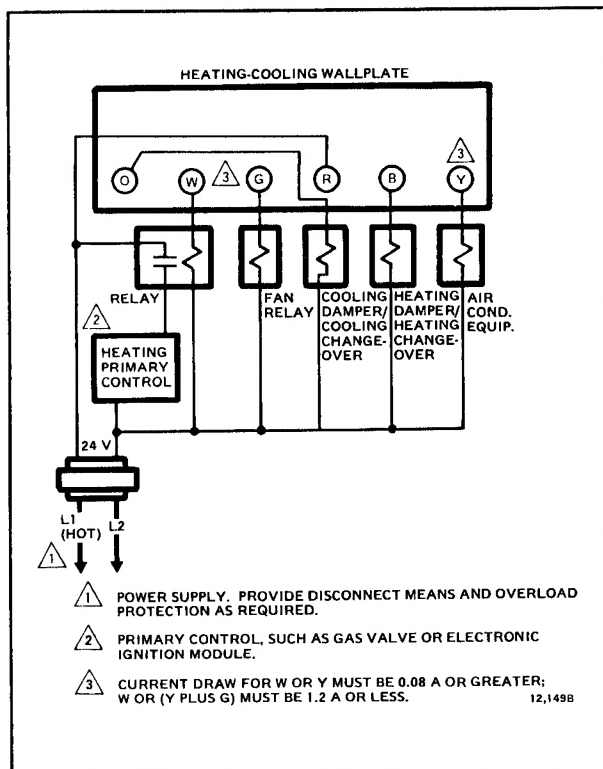 HEATING-COOLING WALLPLATE
3
O W 3 G R B Y
RELAY
FAN
RELAY
COOLING
DAMPER/
COOLING
CHANGE-
OVER
HEATING
DAMPER/
HEATING
CHANGE-
OVER
AIR
COND.
EQUIP.
2
HEATING
PRIMARY
CONTROL
24 V
L1
(HOT)
L2
1
1 POWER SUPPLY. PROVIDE DISCONNECT MEANS AND OVERLOAD
PROTECTION AS REQUIRED.
2 PRIMARY CONTROL, SUCH AS GAS VALVE OR ELECTRONIC
IGNITION MODULE.
3 CURRENT DRAW FOR W OR Y MUST BE 0.08 A OR GREATER;
W OR (Y PLUS G) MUST BE 1.2 A OR LESS.
12,149B